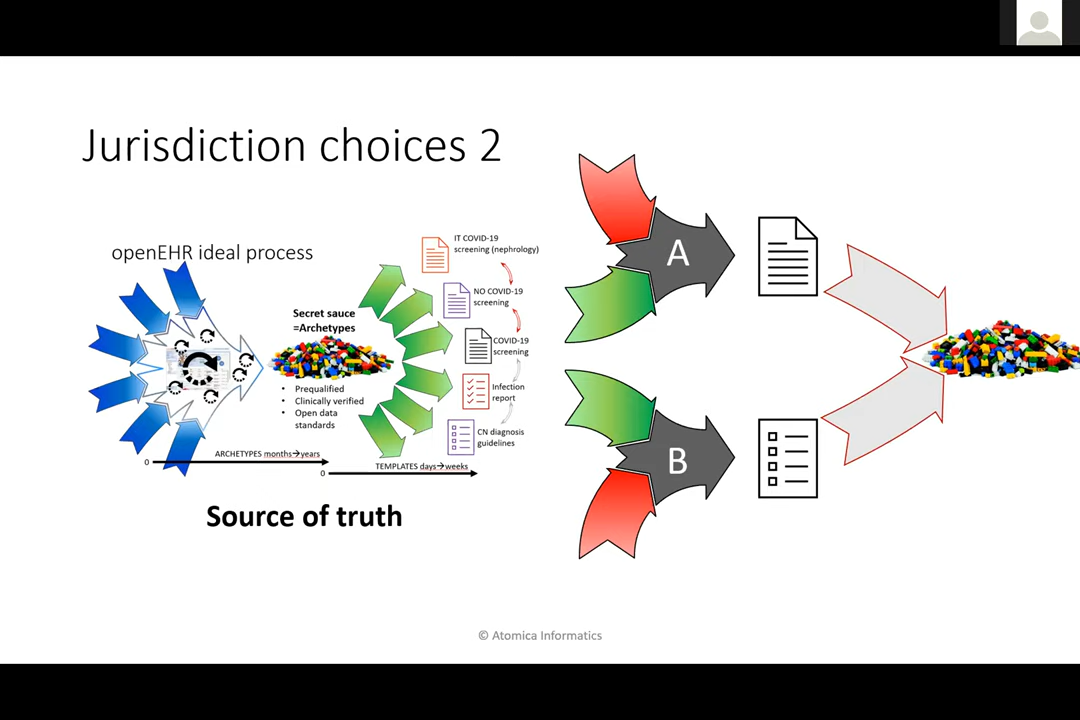 Jurisdiction choices 2
openEHR ideal process
Secret sauce
=Archetypes
• Prequalified
• Clinically verified
• Open data
standards
IT COVID-19
screening (nephrology)
NO COVID-19
screening
COVID-19
screening
Infection
report
CN diagnosis
guidelines
0
ARCHETYPES months→years
0
TEMPLATES days→weeks
Source of truth
A
B
© Atomica Informatics